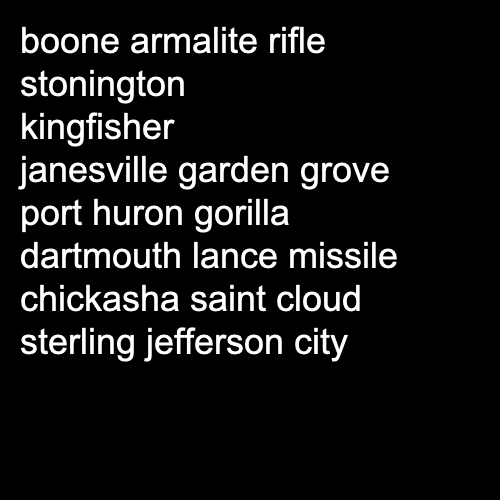 boone armalite rifle
stonington
kingfisher
janesville garden grove
port huron gorilla
dartmouth lance missile
chickasha saint cloud
sterling jefferson city